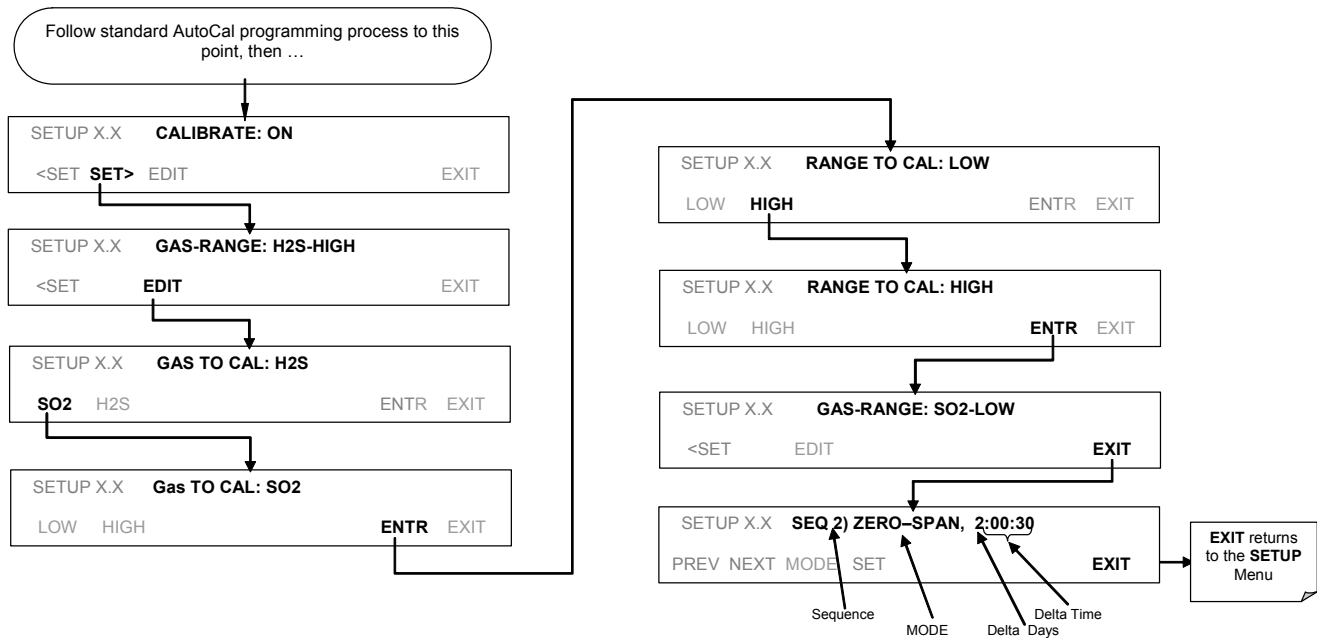 Follow standard AutoCal programming process to this
point, then …
SETUP X.X CALIBRATE: ON
<SET SET> EDIT EXIT
SETUP X.X GAS-RANGE: H2S-HIGH
<SET EDIT EXIT
SETUP X.X GAS TO CAL: H2S
SO2 H2S ENTR EXIT
SETUP X.X Gas TO CAL: SO2
LOW HIGH ENTR EXIT
SETUP X.X RANGE TO CAL: LOW
LOW HIGH ENTR EXIT
SETUP X.X RANGE TO CAL: HIGH
LOW HIGH ENTR EXIT
SETUP X.X GAS-RANGE: SO2-LOW
<SET EDIT EXIT
SETUP X.X SEQ 2) ZERO–SPAN, 2:00:30
PREV NEXT MODE SET EXIT
Sequence
MODE
Delta Days
Delta Time
EXIT returns
to the SETUP
Menu